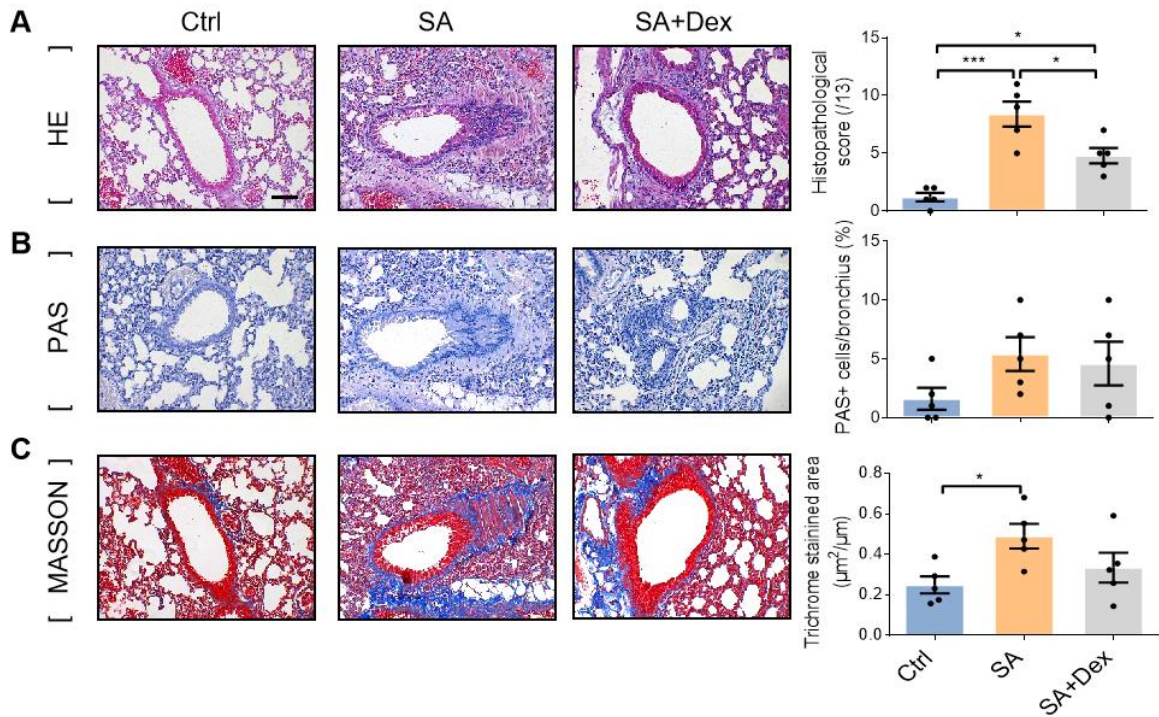 A
Ctrl
SA
SA+Dex
[ HE ]
Histopathological
score (/13)
15
10
5
0
*
***
*
B
[ PAS ]
PAS+ cells/bronchius (%)
15
10
5
0
C
[ MASSON ]
Trichrome stainined area
(µm²/µm)
0.8
0.6
0.4
0.2
0.0
*
Ctrl
SA
SA+Dex